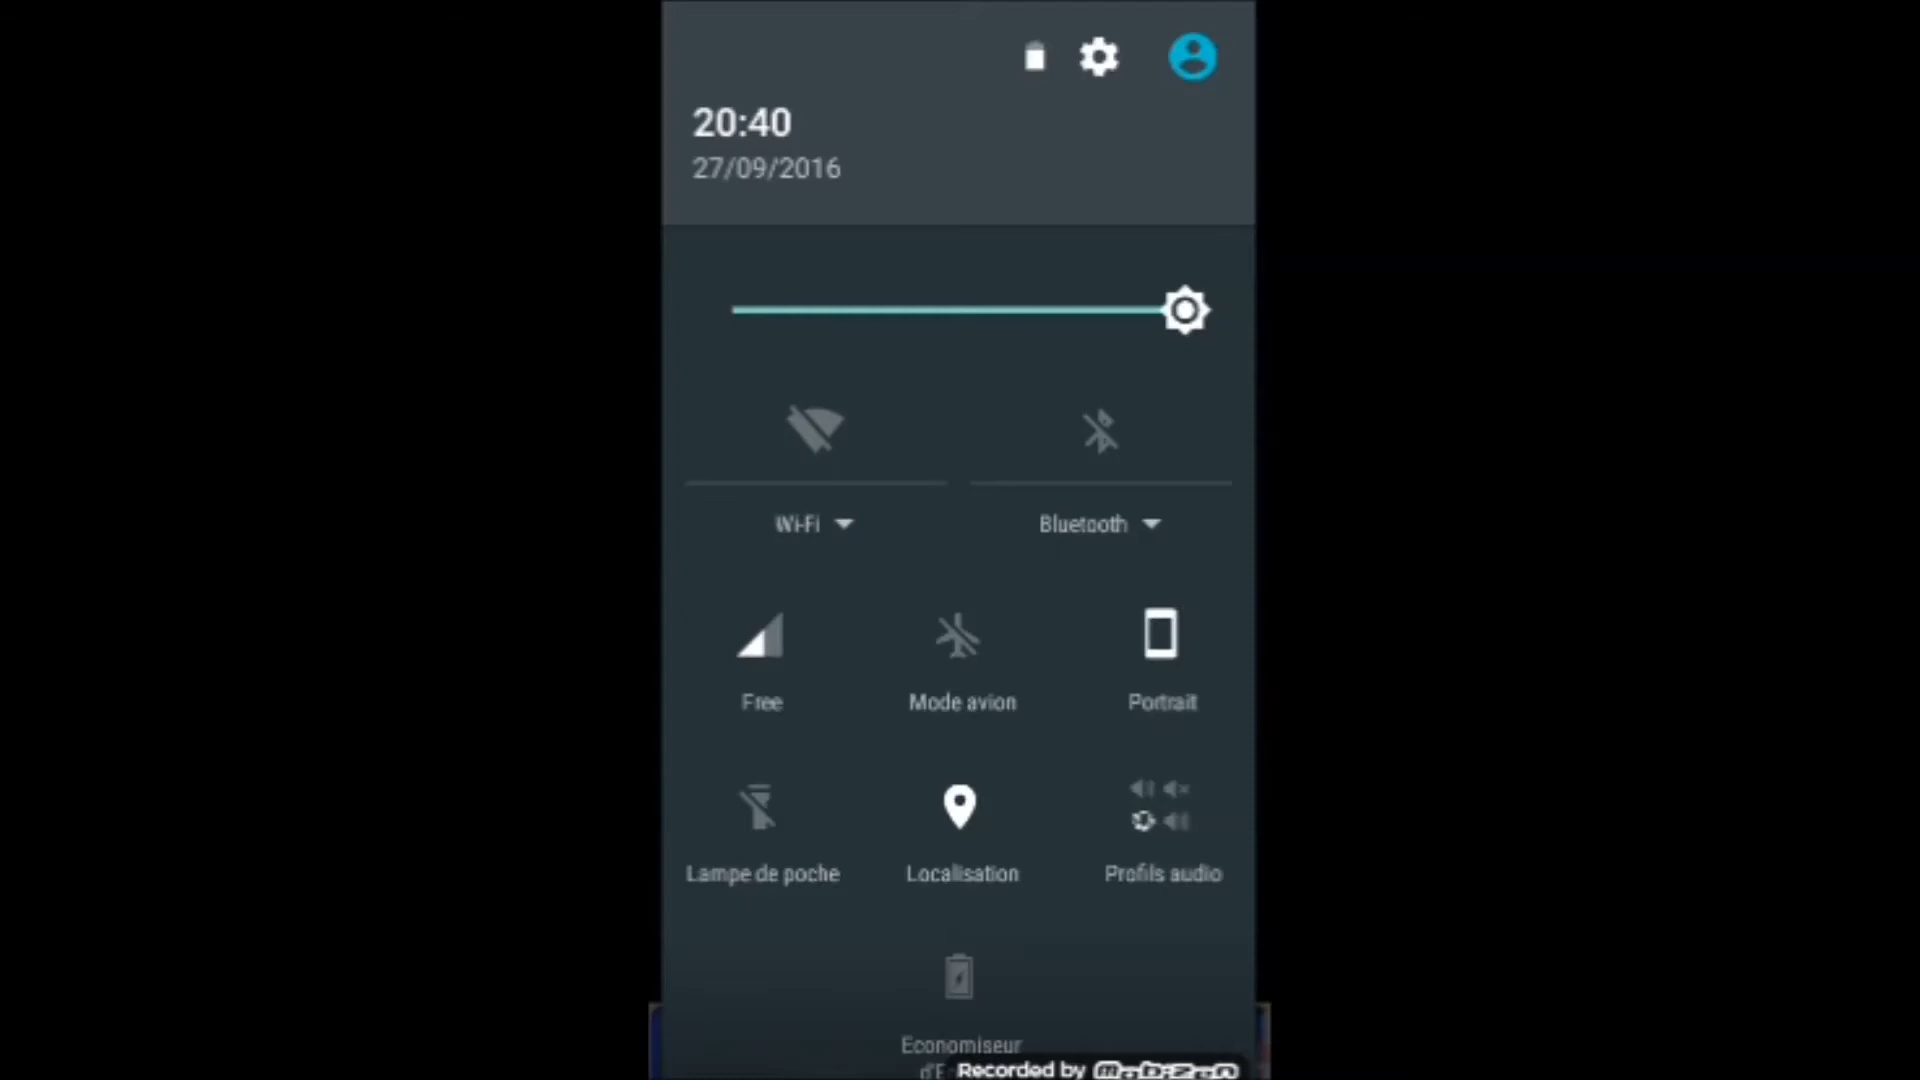 20:40
27/09/2016
Wi-Fi
Bluetooth
Free
Mode avion
Portrait
Lampe de poche
Localisation
Profils audio
Economiseur
Recorded by